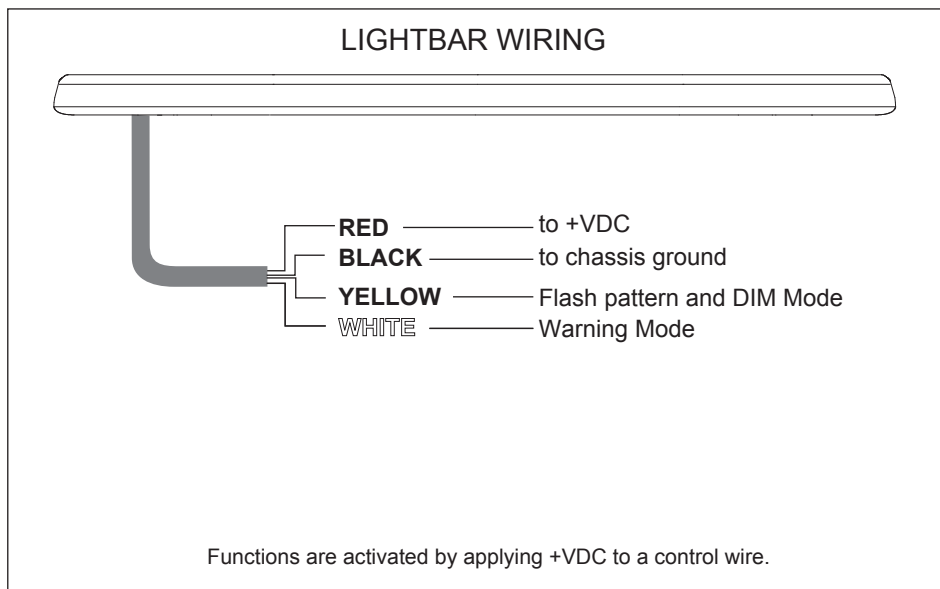 LIGHTBAR WIRING
RED to +VDC
BLACK to chassis ground
YELLOW Flash pattern and DIM Mode
WHITE Warning Mode
Functions are activated by applying +VDC to a control wire.